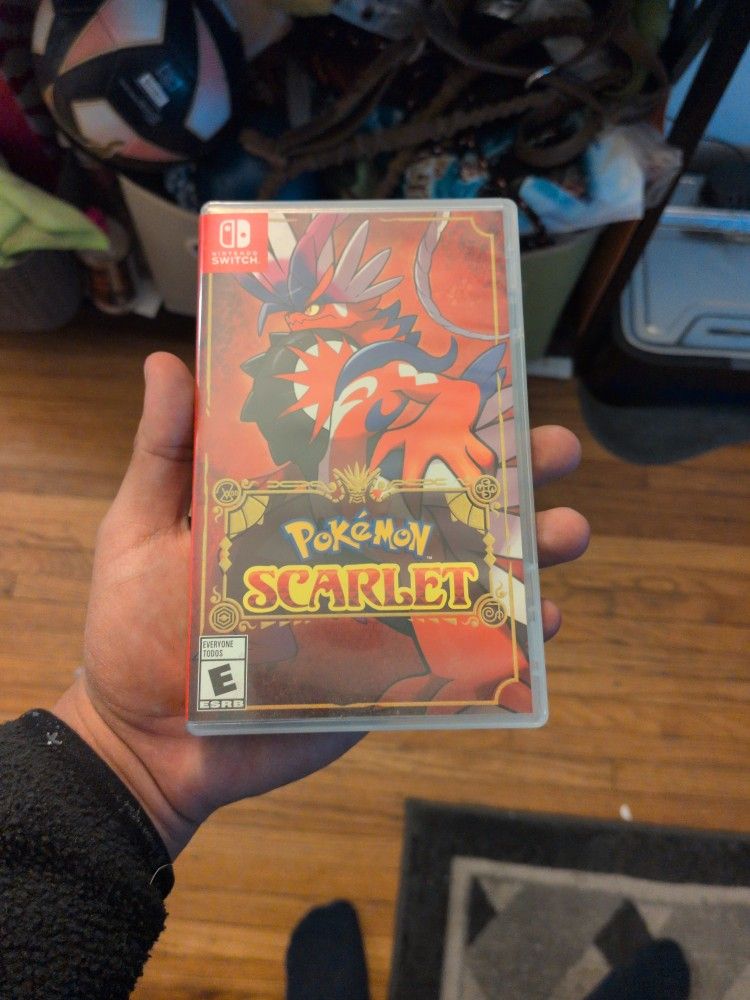 NINTENDO
SWITCH
POKéMON
SCARLET
EVERYONE
TODOS
E
ESRB